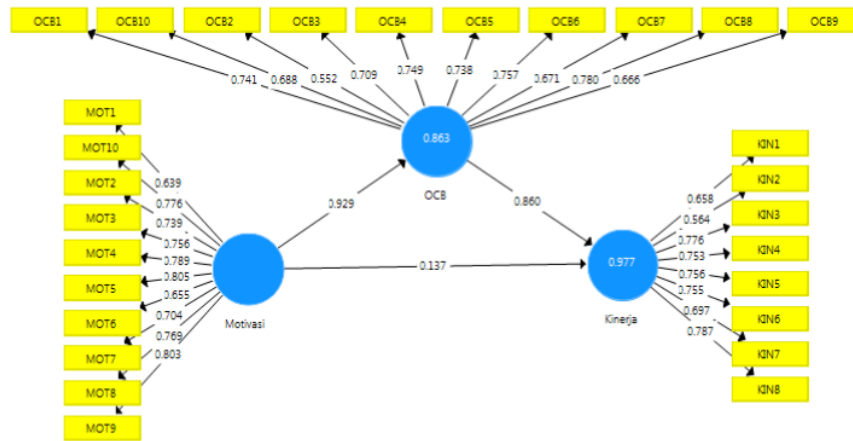 OCB1 OCB10 OCB2 OCB3 OCB4 OCB5 OCB6 OCB7 OCB8 OCB9
0.741 0.688 0.552 0.709 0.749 0.738 0.757 0.671 0.780 0.666
MOT1
MOT10
MOT2
MOT3
MOT4
MOT5
MOT6
MOT7
MOT8
MOT9
0.639
0.776
0.739
0.756
0.789
0.805
0.655
0.704
0.769
0.803
Motivasi
0.929
0.863
OCB
0.860
0.137
0.977
Kinerja
0.658
0.564
0.776
0.753
0.756
0.755
0.697
0.787
KIN1
KIN2
KIN3
KIN4
KIN5
KIN6
KIN7
KIN8